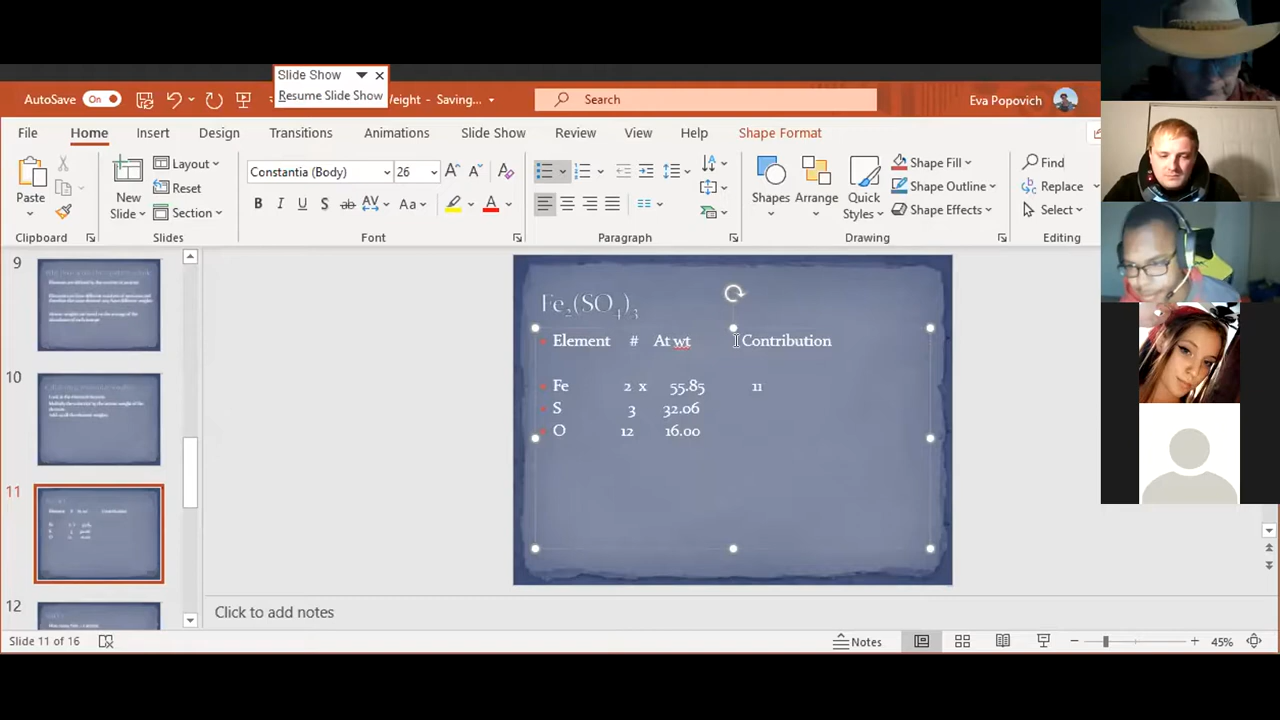 Slide Show
Resume Slide Show
AutoSave On
eight - Saving...
Search
Eva Popovich
File Home Insert Design Transitions Animations Slide Show Review View Help Shape Format
Paste
Clipboard
New Slide
Layout
Reset
Section
Slides
Constantia (Body) 26
B I U S ab AV Aa A
Font
Paragraph
Shapes Arrange Quick Styles
Shape Fill
Shape Outline
Shape Effects
Drawing
Find
Replace
Select
Editing
9
10
11
12
Fe2(SO4)3
Element # At wt Contribution
Fe 2 x 55.85 11
S 3 32.06
O 12 16.00
Click to add notes
Slide 11 of 16
Notes
45%